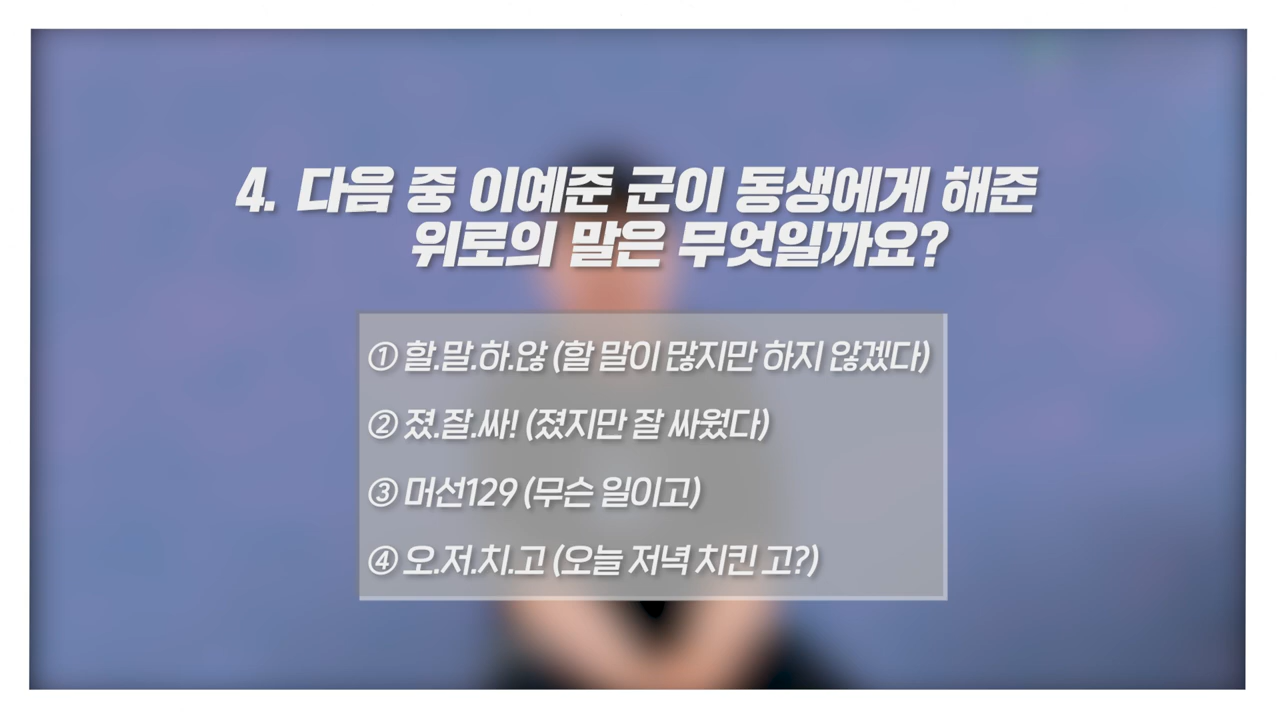 4. 다음 중 이예준 군이 동생에게 해준
위로의 말은 무엇일까요?
① 할.말.하.않 (할 말이 많지만 하지 않겠다)
② 졌.잘.싸! (졌지만 잘 싸웠다)
③ 머선129 (무슨 일이고)
④ 오.저.치.고 (오늘 저녁 치킨 고?)